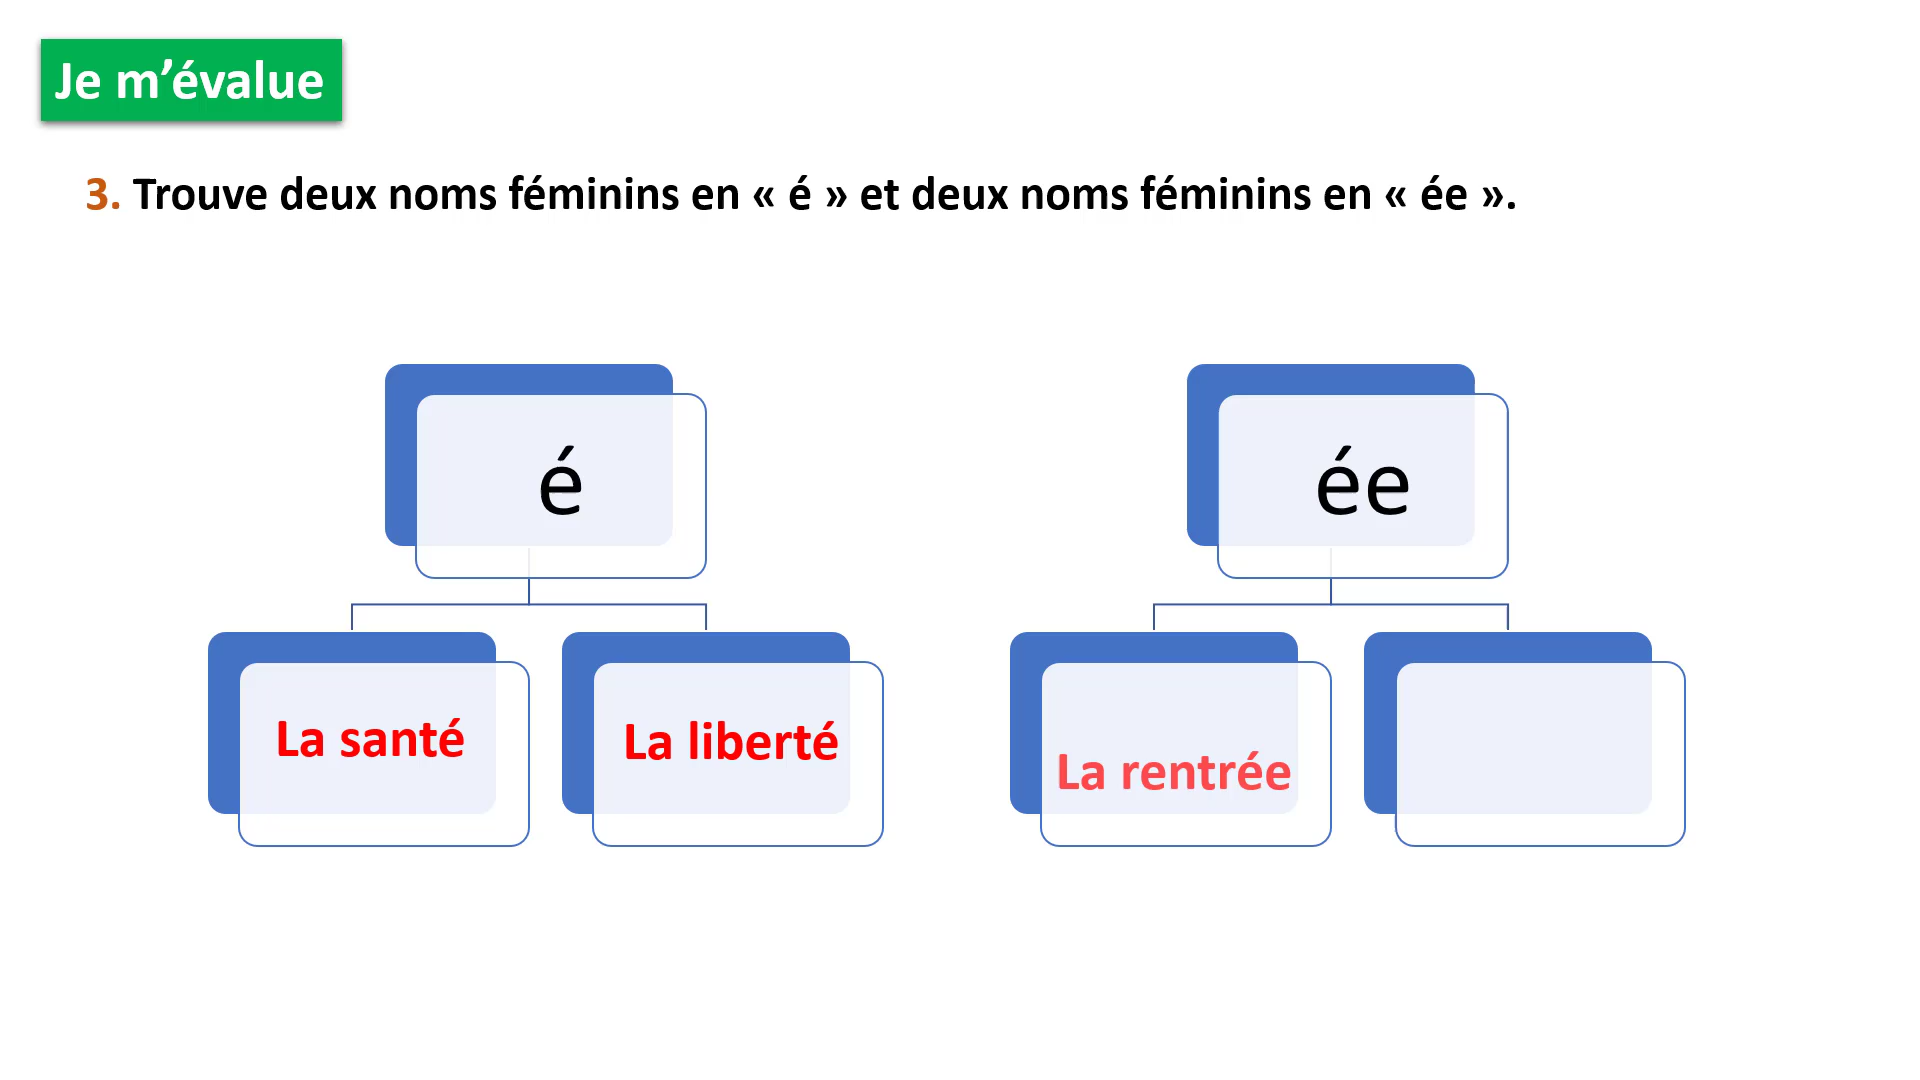 Je m’évalue
3. Trouve deux noms féminins en « é » et deux noms féminins en « ée ».
é
ée
La santé
La liberté
La rentrée